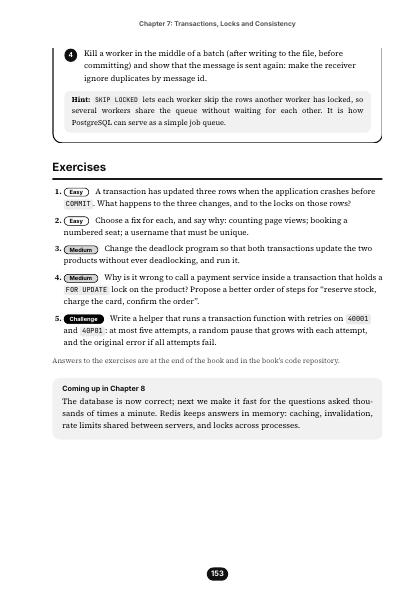 Chapter 7: Transactions, Locks and Consistency
4 Kill a worker in the middle of a batch (after writing to the file, before
committing) and show that the message is sent again: make the receiver
ignore duplicates by message id.
Hint: SKIP LOCKED lets each worker skip the rows another worker has locked, so
several workers share the queue without waiting for each other. It is how
PostgreSQL can serve as a simple job queue.
Exercises
1. Easy A transaction has updated three rows when the application crashes before
COMMIT. What happens to the three changes, and to the locks on those rows?
2. Easy Choose a fix for each, and say why: counting page views; booking a
numbered seat; a username that must be unique.
3. Medium Change the deadlock program so that both transactions update the two
products without ever deadlocking, and run it.
4. Medium Why is it wrong to call a payment service inside a transaction that holds a
FOR UPDATE lock on the product? Propose a better order of steps for “reserve stock,
charge the card, confirm the order”.
5. Challenge Write a helper that runs a transaction function with retries on 40001
and 40P01: at most five attempts, a random pause that grows with each attempt,
and the original error if all attempts fail.
Answers to the exercises are at the end of the book and in the book’s code repository.
Coming up in Chapter 8
The database is now correct; next we make it fast for the questions asked thou-
sands of times a minute. Redis keeps answers in memory: caching, invalidation,
rate limits shared between servers, and locks across processes.
153